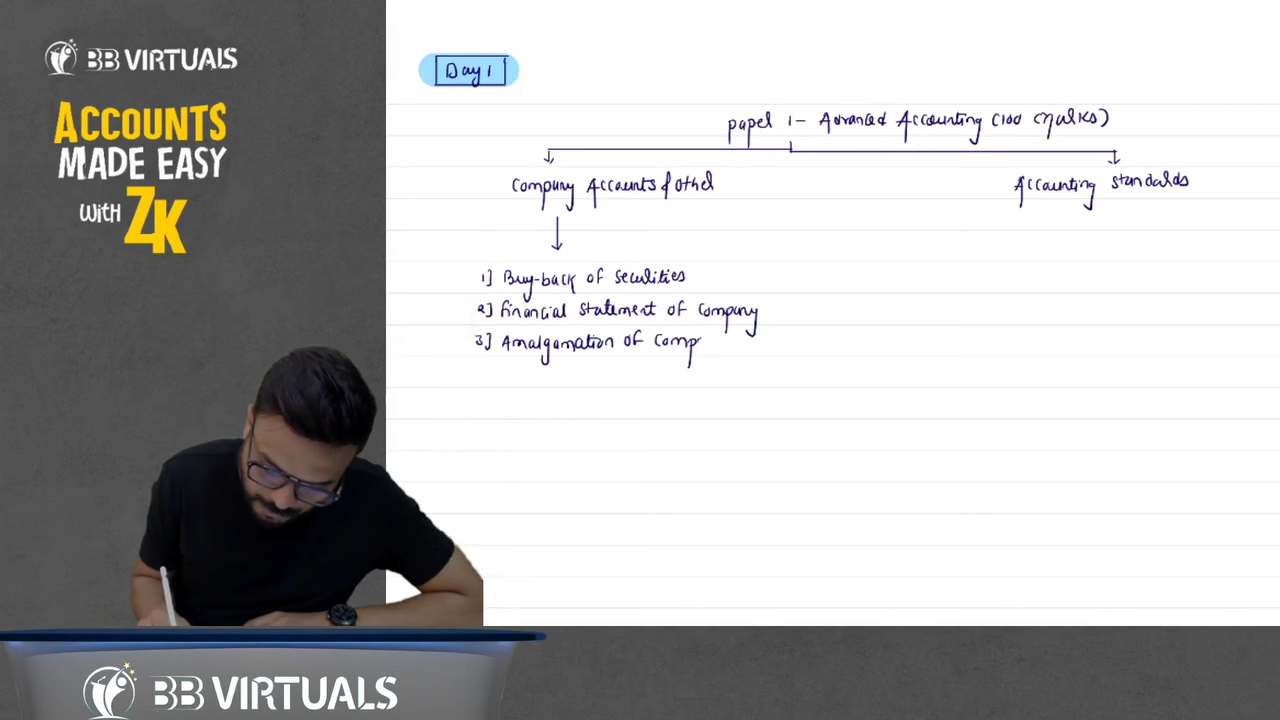 BB VIRTUALS
ACCOUNTS
MADE EASY
WITH ZK
Day 1
Paper 1 - Advanced Accounting (100 Marks)
Company Accounts & Other
Accounting Standards
1] Buy-back of Securities
2] Financial Statement of Company
3] Amalgamation of Comp
BB VIRTUALS